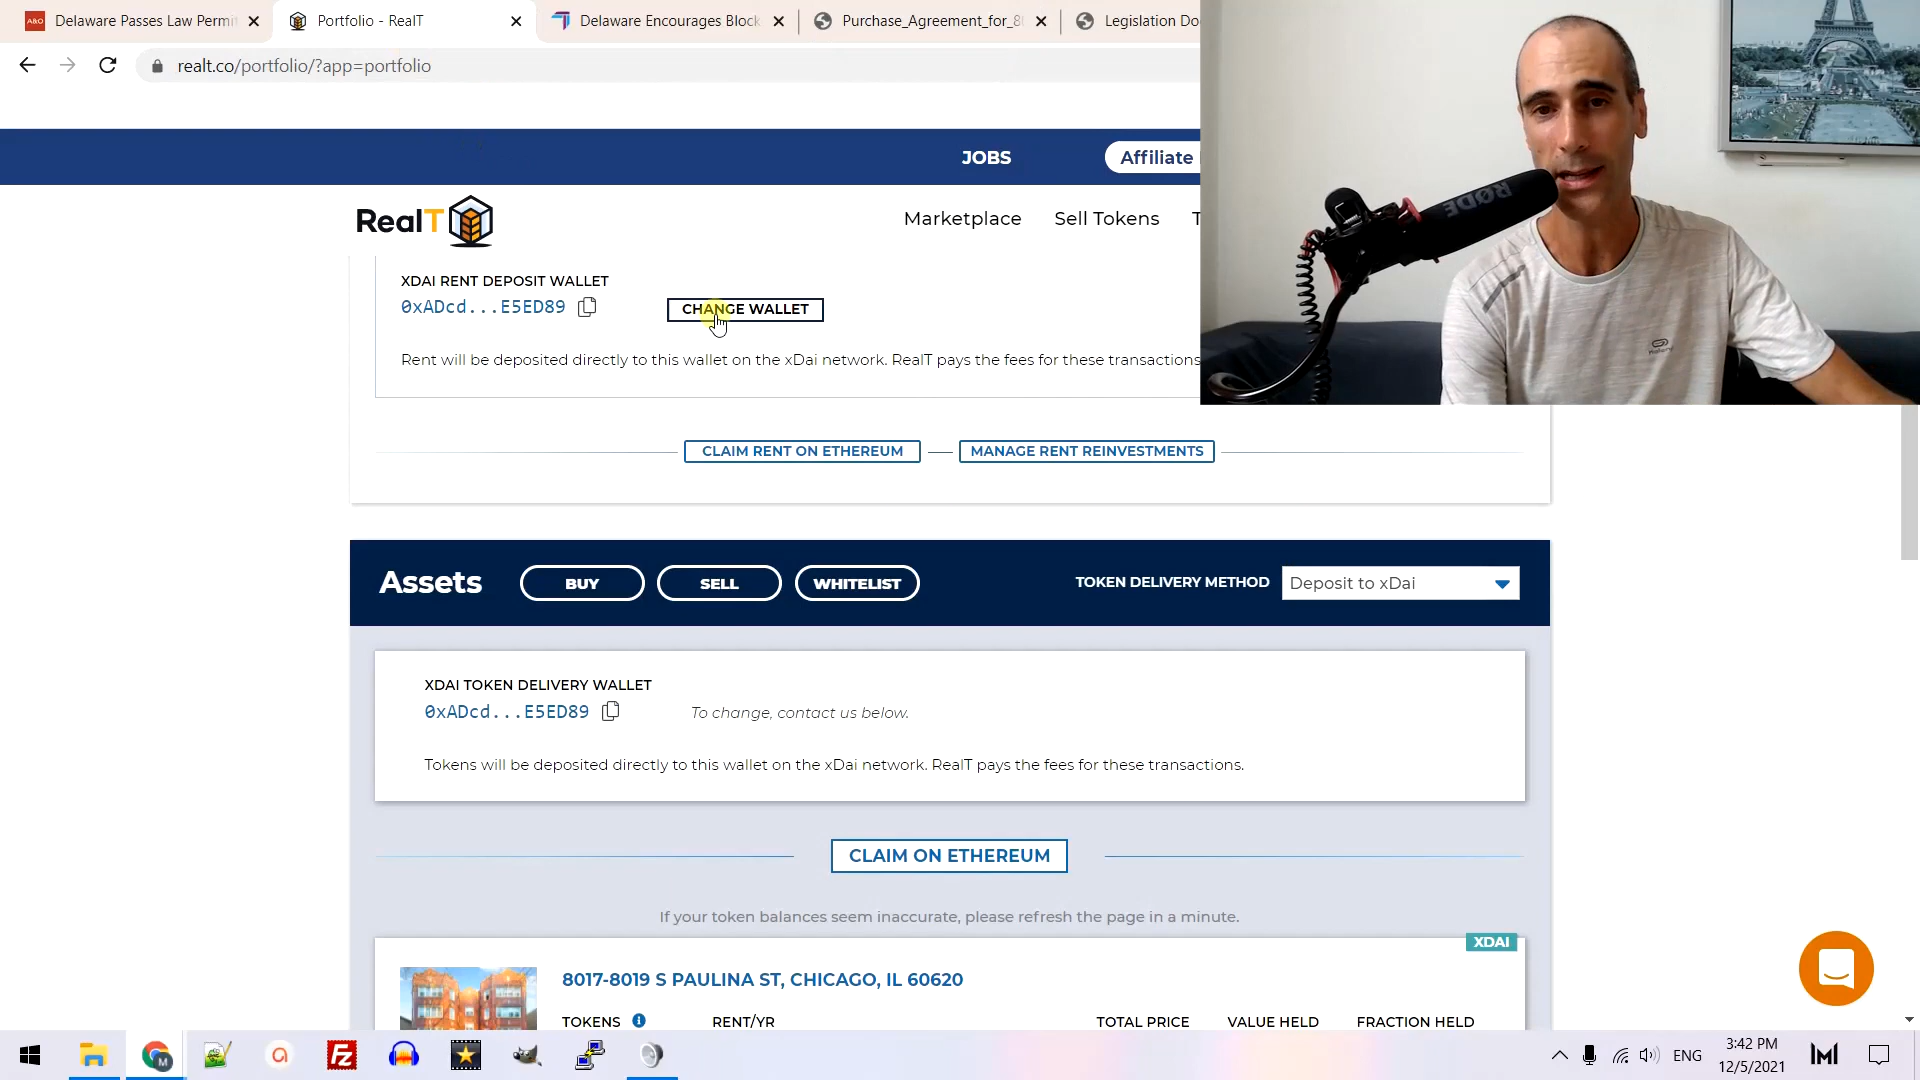 Delaware Passes Law Permi
Portfolio - RealT
Delaware Encourages Block
Purchase_Agreement_for_8
Legislation Do
realt.co/portfolio/?app=portfolio
JOBS
Affiliate
RealT
Marketplace
Sell Tokens
T
XDAI RENT DEPOSIT WALLET
0xADcd...E5ED89
CHANGE WALLET
Rent will be deposited directly to this wallet on the xDai network. RealT pays the fees for these transactions
CLAIM RENT ON ETHEREUM
MANAGE RENT REINVESTMENTS
RØDE
Assets
BUY
SELL
WHITELIST
TOKEN DELIVERY METHOD
Deposit to xDai
XDAI TOKEN DELIVERY WALLET
0xADcd...E5ED89
To change, contact us below.
Tokens will be deposited directly to this wallet on the xDai network. RealT pays the fees for these transactions.
CLAIM ON ETHEREUM
If your token balances seem inaccurate, please refresh the page in a minute.
XDAI
8017-8019 S PAULINA ST, CHICAGO, IL 60620
TOKENS
RENT/YR
TOTAL PRICE
VALUE HELD
FRACTION HELD
ENG
3:42 PM
12/5/2021